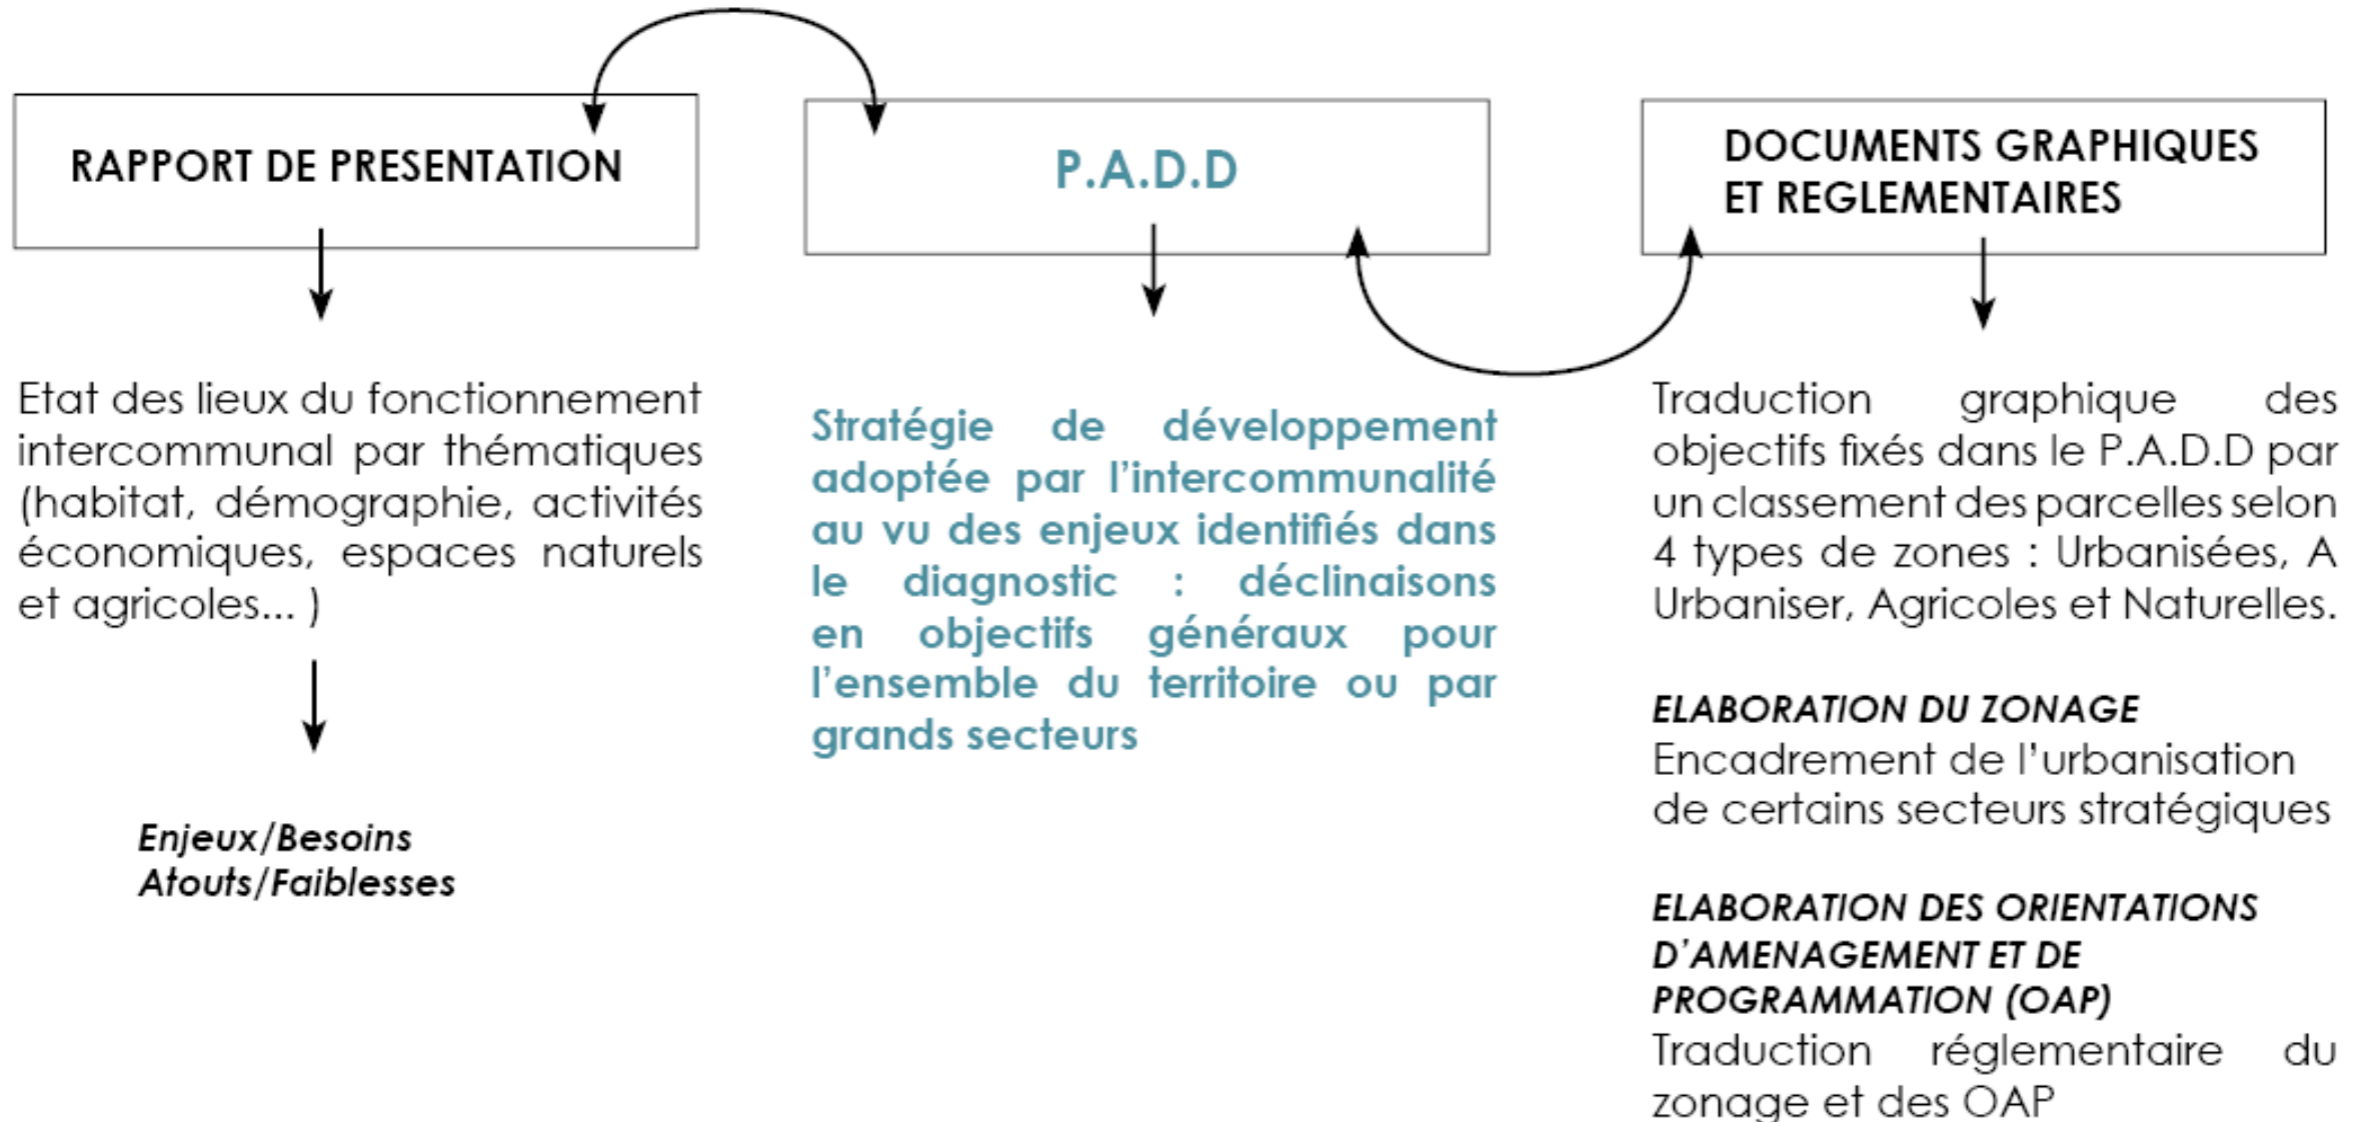 RAPPORT DE PRESENTATION
Etat des lieux du fonctionnement
intercommunal par thématiques
(habitat, démographie, activités
économiques, espaces naturels
et agricoles... )
Enjeux/Besoins
Atouts/Faiblesses
P.A.D.D
Stratégie de développement
adoptée par l'intercommunalité
au vu des enjeux identifiés dans
le diagnostic : déclinaisons
en objectifs généraux pour
l'ensemble du territoire ou par
grands secteurs
DOCUMENTS GRAPHIQUES
ET REGLEMENTAIRES
Traduction graphique des
objectifs fixés dans le P.A.D.D par
un classement des parcelles selon
4 types de zones : Urbanisées, A
Urbaniser, Agricoles et Naturelles.
ELABORATION DU ZONAGE
Encadrement de l'urbanisation
de certains secteurs stratégiques
ELABORATION DES ORIENTATIONS
D'AMENAGEMENT ET DE
PROGRAMMATION (OAP)
Traduction réglementaire du
zonage et des OAP